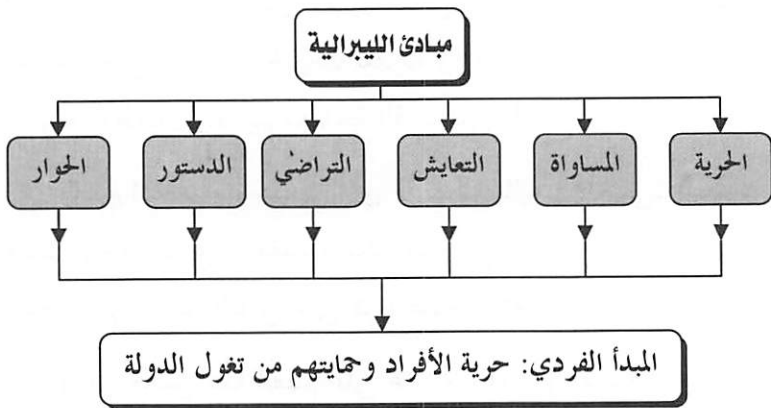 مبادئ الليبرالية
الحرية
المساواة
التعايش
التراضي
الدستور
الحوار
المبدأ الفردي: حرية الأفراد وحمايتهم من تغول الدولة